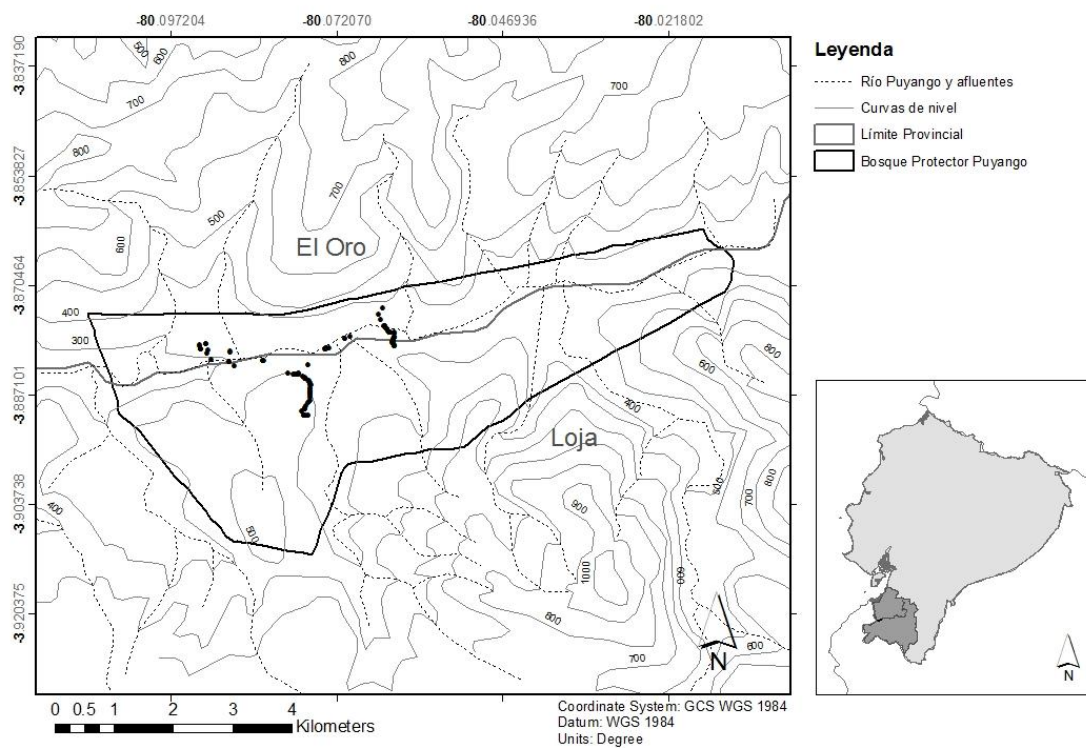 -80.097204 -80.072070 -80.046936 -80.021802
-3.837190
-3.853827
-3.870464
-3.887101
-3.903738
-3.920375
500
600
800
700
700
800
700
500
600
El Oro
400
300
600
800
400
Loja
500
700
800
900
400
500
1000
600
800
700
600
N
0 0.5 1 2 3 4
Kilometers
Coordinate System: GCS WGS 1984
Datum: WGS 1984
Units: Degree
Leyenda
Río Puyango y afluentes
Curvas de nivel
Límite Provincial
Bosque Protector Puyango
N